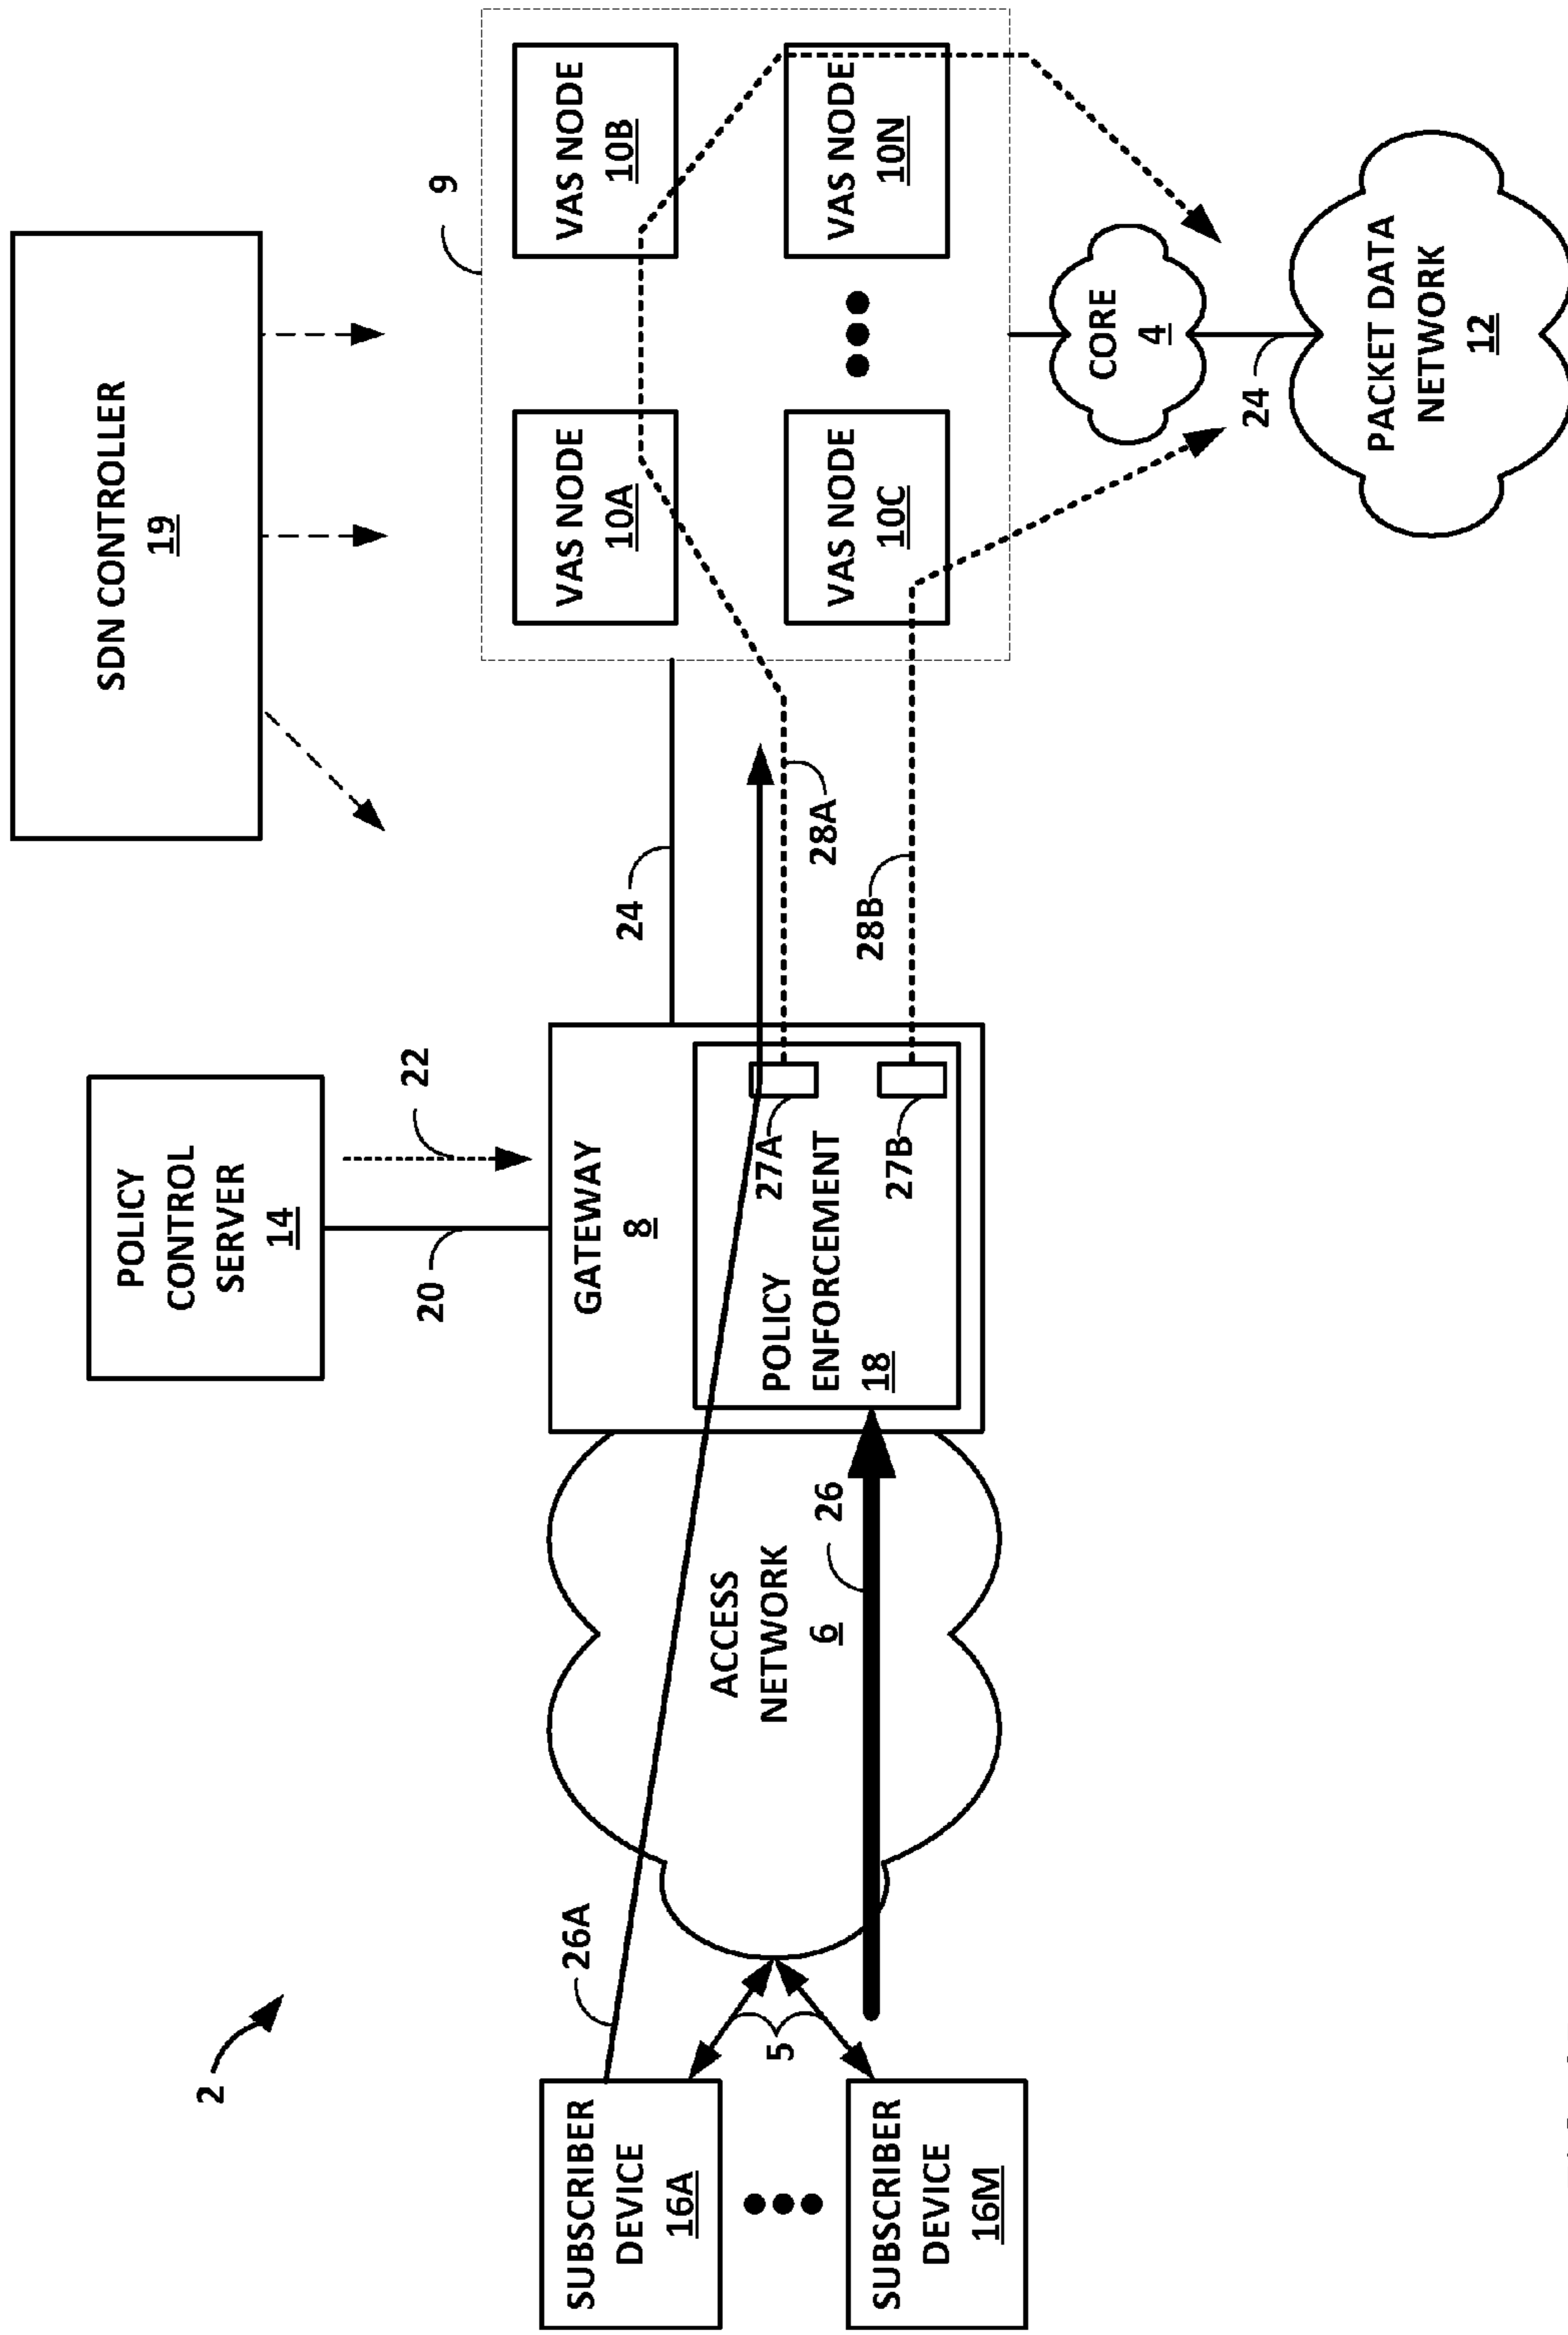 2
SDN CONTROLLER
19
POLICY
CONTROL
SERVER
14
20
22
9
VAS NODE
10A
VAS NODE
10B
VAS NODE
10C
VAS NODE
10N
24
GATEWAY
8
POLICY
ENFORCEMENT
18
27A
27B
28A
28B
ACCESS
NETWORK
6
26
26A
5
SUBSCRIBER
DEVICE
16A
SUBSCRIBER
DEVICE
16M
CORE
4
24
PACKET DATA
NETWORK
12